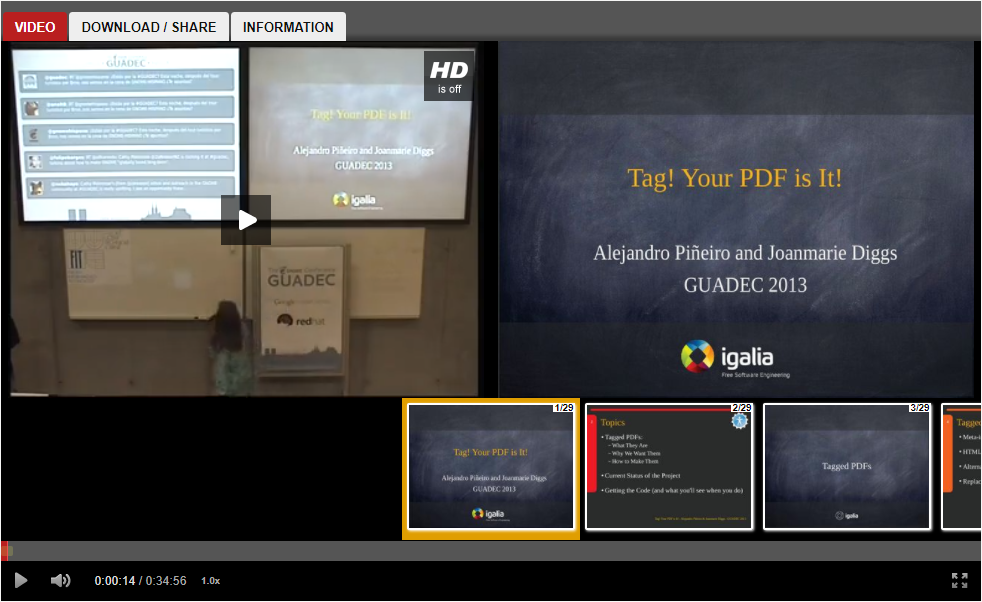 VIDEO
DOWNLOAD / SHARE
INFORMATION
GUADEC
HD
is off
Tag! Your PDF is It!
Alejandro Piñeiro and Joanmarie Diggs
GUADEC 2013
igalia
FIT
GUADEC
Google
redhat
Tag! Your PDF is It!
Alejandro Piñeiro and Joanmarie Diggs
GUADEC 2013
igalia
Free Software Engineering
1/29
Tag! Your PDF is It!
Alejandro Piñeiro and Joanmarie Diggs
GUADEC 2013
igalia
2/29
Topics
• Tagged PDFs:
– What They Are
– Why We Want Them
– How to Make Them
• Current Status of the Project
• Getting the Code (and what you'll see when you do)
3/29
Tagged PDFs
igalia
Tagged
• Meta-i
• HTML
• Altern
• Replac
0:00:14 / 0:34:56
1.0x